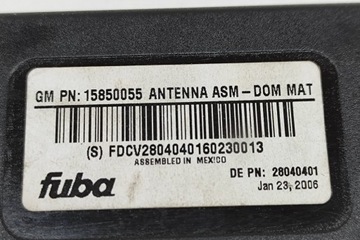 GM PN: 15850055 ANTENNA ASM – DOM MAT
(S) FDCV2804040160230013
ASSEMBLED IN MEXICO
fuba
DE PN: 28040401
Jan 23, 2006